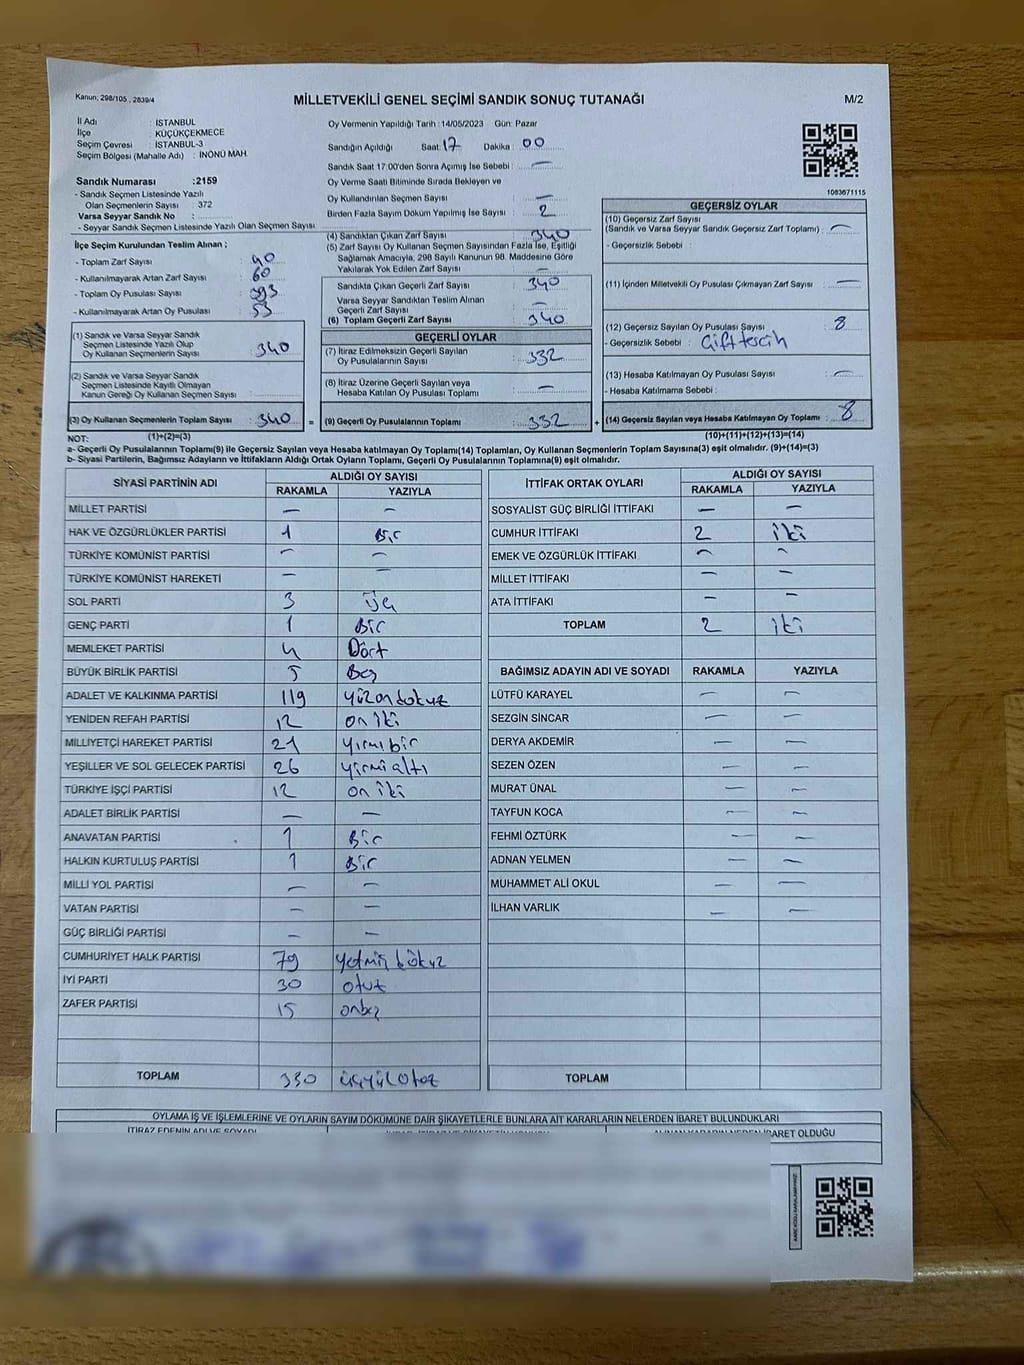 Kanun; 298/105 , 2839/4
MİLLETVEKİLİ GENEL SEÇİMİ SANDIK SONUÇ TUTANAĞI
M/2
İl Adı : İSTANBUL
İlçe : KÜÇÜKÇEKMECE
Seçim Çevresi : İSTANBUL-3
Seçim Bölgesi (Mahalle Adı) : İNÖNÜ MAH.
Sandık Numarası :2159
- Sandık Seçmen Listesinde Yazılı
Olan Seçmenlerin Sayısı : 372
Varsa Seyyar Sandık No :
- Seyyar Sandık Seçmen Listesinde Yazılı Olan Seçmen Sayısı
İlçe Seçim Kurulundan Teslim Alınan ;
- Toplam Zarf Sayısı
- Kullanılmayarak Artan Zarf Sayısı 60
- Toplam Oy Pusulası Sayısı 393
- Kullanılmayarak Artan Oy Pusulası 53
(1) Sandık ve Varsa Seyyar Sandık
Seçmen Listesinde Yazılı Olup
Oy Kullanan Seçmenlerin Sayısı 340
(2) Sandık ve Varsa Seyyar Sandık
Seçmen Listesinde Kayıtlı Olmayan
Kanun Gereği Oy Kullanan Seçmen Sayısı
(3) Oy Kullanan Seçmenlerin Toplam Sayısı 340 =
Oy Vermenin Yapıldığı Tarih : 14/05/2023 Gün: Pazar
Sandığın Açıldığı Saat: 17 Dakika : 00
Sandık Saat 17:00'den Sonra Açılmış İse Sebebi : —
Oy Verme Saati Bitiminde Sırada Bekleyen ve
Oy Kullandırılan Seçmen Sayısı —
Birden Fazla Sayım Döküm Yapılmış İse Sayısı : 2
(4) Sandıktan Çıkan Zarf Sayısı : 340
(5) Zarf Sayısı Oy Kullanan Seçmen Sayısından Fazla İse, Eşitliği
Sağlamak Amacıyla, 298 Sayılı Kanunun 98. Maddesine Göre
Yakılarak Yok Edilen Zarf Sayısı —
Sandıkta Çıkan Geçerli Zarf Sayısı 340
Varsa Seyyar Sandıktan Teslim Alınan
Geçerli Zarf Sayısı —
(6) Toplam Geçerli Zarf Sayısı : 340
GEÇERLİ OYLAR
(7) İtiraz Edilmeksizin Geçerli Sayılan
Oy Pusulalarının Sayısı 332
(8) İtiraz Üzerine Geçerli Sayılan veya
Hesaba Katılan Oy Pusulası Toplamı —
(9) Geçerli Oy Pusulalarının Toplamı 332 +
1083671115
GEÇERSİZ OYLAR
(10) Geçersiz Zarf Sayısı
(Sandık ve Varsa Seyyar Sandık Geçersiz Zarf Toplamı) : —
- Geçersizlik Sebebi :
(11) İçinden Milletvekili Oy Pusulası Çıkmayan Zarf Sayısı —
(12) Geçersiz Sayılan Oy Pusulası Sayısı 8
- Geçersizlik Sebebi : Çift tercih
(13) Hesaba Katılmayan Oy Pusulası Sayısı —
- Hesaba Katılmama Sebebi :
(14) Geçersiz Sayılan veya Hesaba Katılmayan Oy Toplamı : 8
NOT: (1)+(2)=(3) (10)+(11)+(12)+(13)=(14)
a- Geçerli Oy Pusulalarının Toplamı(9) ile Geçersiz Sayılan veya Hesaba katılmayan Oy Toplamı(14) Toplamları, Oy Kullanan Seçmenlerin Toplam Sayısına(3) eşit olmalıdır. (9)+(14)=(3)
b- Siyasi Partilerin, Bağımsız Adayların ve İttifakların Aldığı Ortak Oyların Toplamı, Geçerli Oy Pusulalarının Toplamına(9) eşit olmalıdır.
SİYASİ PARTİNİN ADI ALDIĞI OY SAYISI
RAKAMLA YAZIYLA
MİLLET PARTİSİ — —
HAK VE ÖZGÜRLÜKLER PARTİSİ 1 Bir
TÜRKİYE KOMÜNİST PARTİSİ — —
TÜRKİYE KOMÜNİST HAREKETİ — —
SOL PARTİ 3 Üç
GENÇ PARTİ 1 Bir
MEMLEKET PARTİSİ 4 Dört
BÜYÜK BİRLİK PARTİSİ 5 Beş
ADALET VE KALKINMA PARTİSİ 119 yüzondokuz
YENİDEN REFAH PARTİSİ 12 on iki
MİLLİYETÇİ HAREKET PARTİSİ 21 yirmi bir
YEŞİLLER VE SOL GELECEK PARTİSİ 26 yirmi altı
TÜRKİYE İŞÇİ PARTİSİ 12 on iki
ADALET BİRLİK PARTİSİ — —
ANAVATAN PARTİSİ 1 Bir
HALKIN KURTULUŞ PARTİSİ 1 Bir
MİLLİ YOL PARTİSİ — —
VATAN PARTİSİ — —
GÜÇ BİRLİĞİ PARTİSİ — —
CUMHURİYET HALK PARTİSİ 79 yetmiş dokuz
İYİ PARTİ 30 otuz
ZAFER PARTİSİ 15 onbeş
TOPLAM 330 üçyüzotuz
İTTİFAK ORTAK OYLARI ALDIĞI OY SAYISI
RAKAMLA YAZIYLA
SOSYALİST GÜÇ BİRLİĞİ İTTİFAKI — —
CUMHUR İTTİFAKI 2 iki
EMEK VE ÖZGÜRLÜK İTTİFAKI — —
MİLLET İTTİFAKI — —
ATA İTTİFAKI — —
TOPLAM 2 iki
BAĞIMSIZ ADAYIN ADI VE SOYADI RAKAMLA YAZIYLA
LÜTFÜ KARAYEL — —
SEZGİN SİNCAR — —
DERYA AKDEMİR — —
SEZEN ÖZEN — —
MURAT ÜNAL — —
TAYFUN KOCA — —
FEHMİ ÖZTÜRK — —
ADNAN YELMEN — —
MUHAMMET ALİ OKUL — —
İLHAN VARLIK — —
TOPLAM
OYLAMA İŞ VE İŞLEMLERİNE VE OYLARIN SAYIM DÖKÜMÜNE DAİR ŞİKAYETLERLE BUNLARA AİT KARARLARIN NELERDEN İBARET BULUNDUKLARI
İTİRAZ EDENİN ADI VE SOYADI
İBARET OLDUĞU